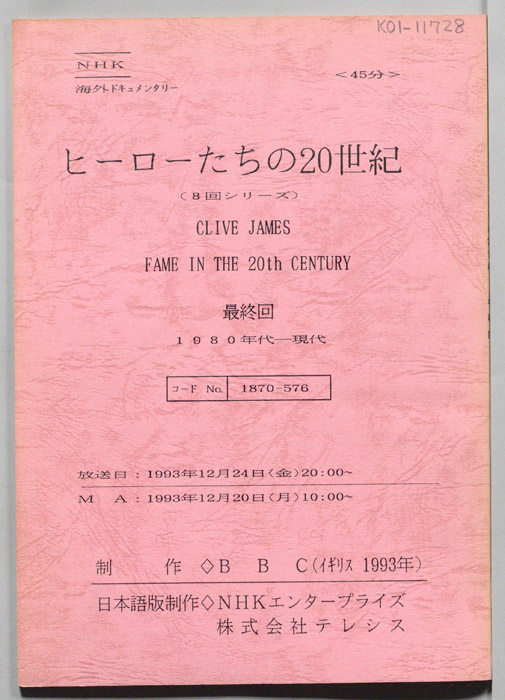 K01-11728
NHK
海外ドキュメンタリー
<45分>
ヒーローたちの20世紀
(8回シリーズ)
CLIVE JAMES
FAME IN THE 20th CENTURY
最終回
1980年代―現代
コード No. 1870-576
放送日:1993年12月24日(金)20:00~
M A:1993年12月20日(月)10:00~
制 作◇B B C(イギリス 1993年)
日本語版制作◇NHKエンタープライズ
株式会社テレシス